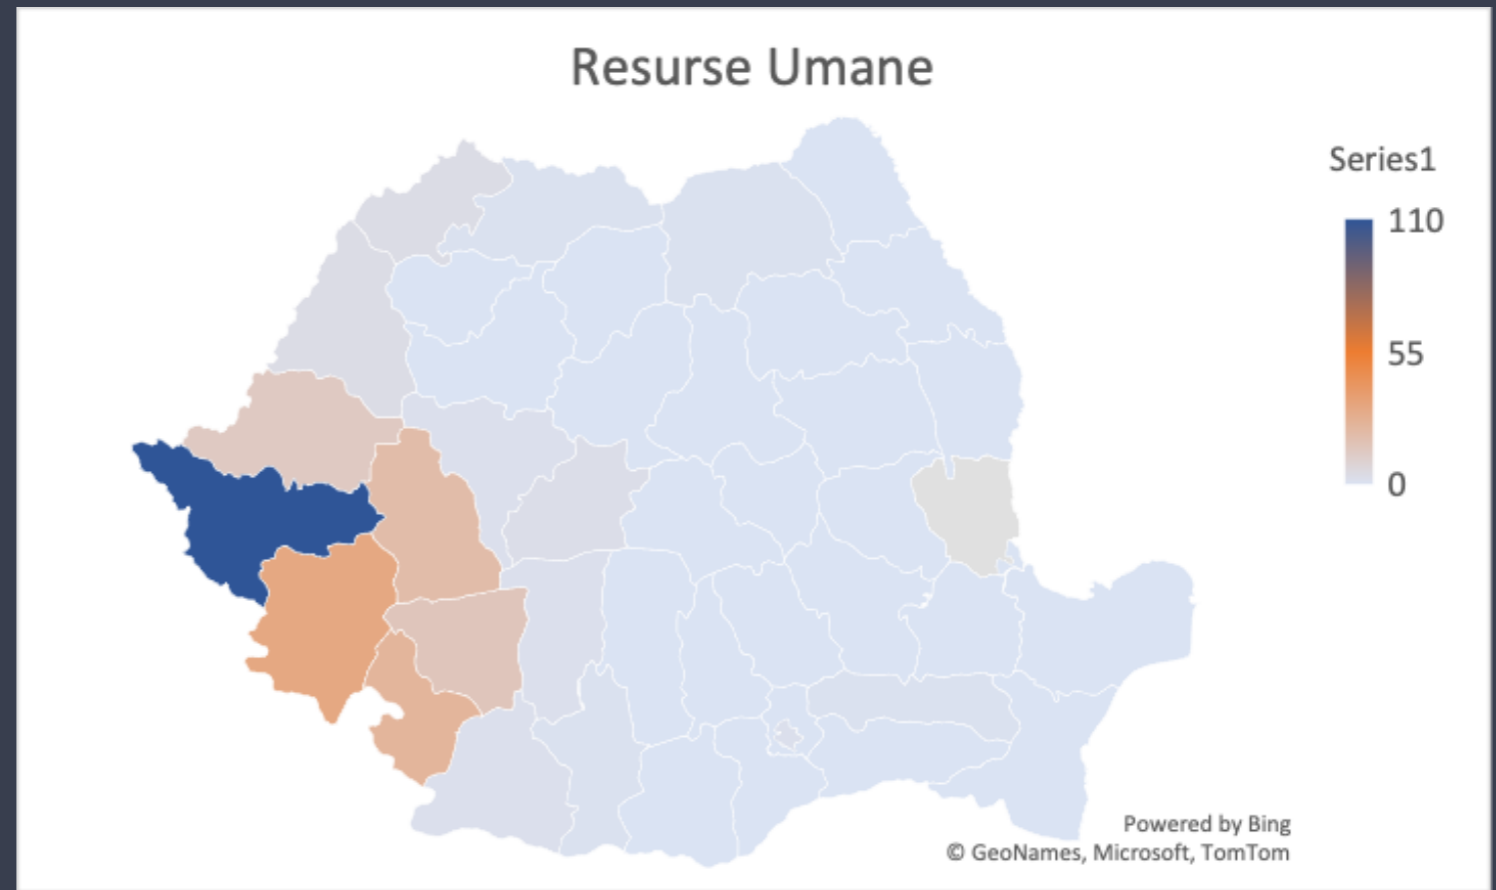 Resurse Umane
Series1
110
55
0
Powered by Bing
© GeoNames, Microsoft, TomTom